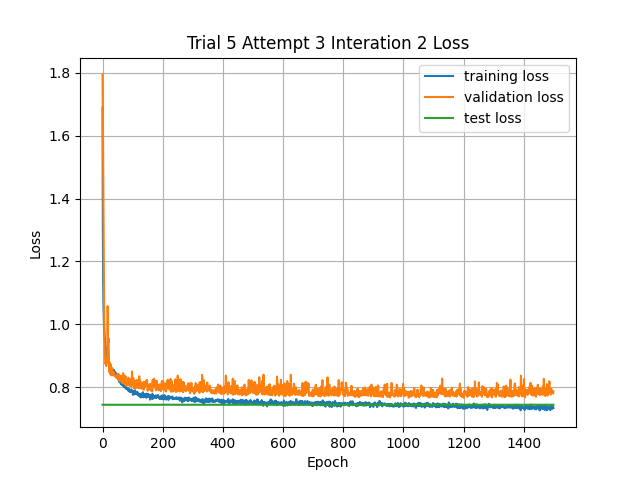 Trial 5 Attempt 3 Interation 2 Loss
training loss
validation loss
test loss
Loss
1.8
1.6
1.4
1.2
1.0
0.8
0 200 400 600 800 1000 1200 1400
Epoch